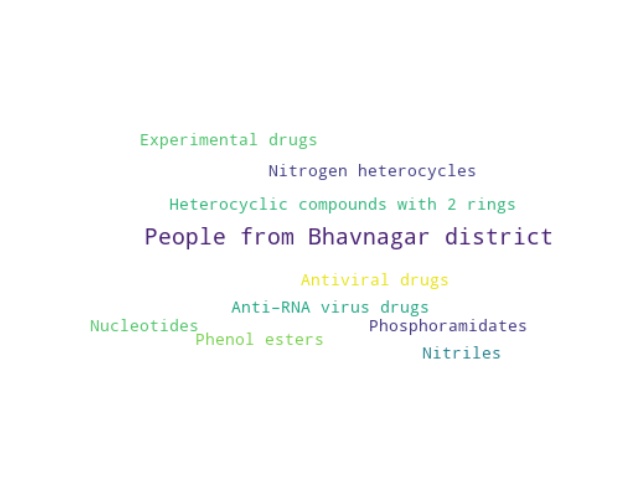 Experimental drugs
Nitrogen heterocycles
Heterocyclic compounds with 2 rings
People from Bhavnagar district
Antiviral drugs
Anti-RNA virus drugs
Nucleotides
Phosphoramidates
Phenol esters
Nitriles